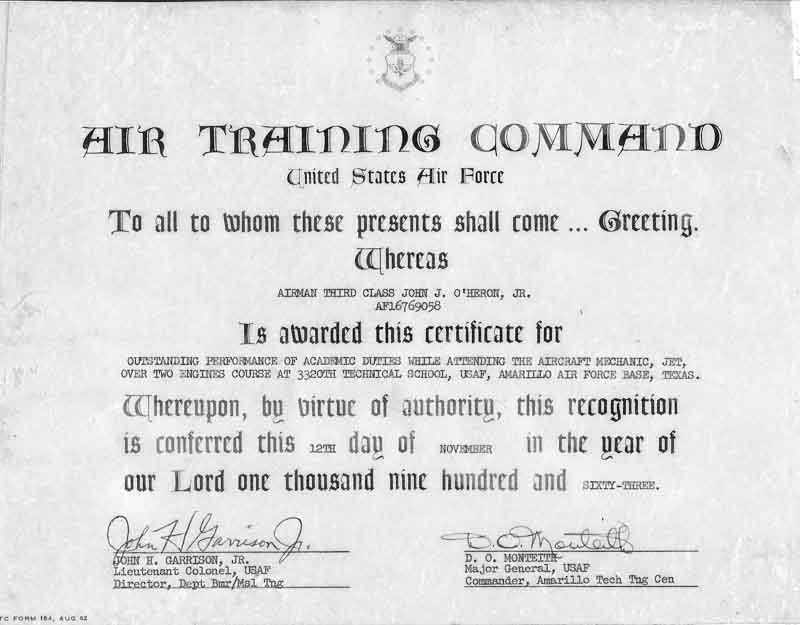 AIR TRAINING COMMAND
United States Air Force
To all to whom these presents shall come ... Greeting.
Whereas
AIRMAN THIRD CLASS JOHN J. O'HERON, JR.
AF16769058
Is awarded this certificate for
OUTSTANDING PERFORMANCE OF ACADEMIC DUTIES WHILE ATTENDING THE AIRCRAFT MECHANIC, JET,
OVER TWO ENGINES COURSE AT 3320TH TECHNICAL SCHOOL, USAF, AMARILLO AIR FORCE BASE, TEXAS.
Whereupon, by virtue of authority, this recognition
is conferred this 12TH day of NOVEMBER in the year of
our Lord one thousand nine hundred and SIXTY-THREE.
John H Garrison Jr.
JOHN H. GARRISON, JR.
Lieutenant Colonel, USAF
Director, Dept Bmr/Msl Tng
D. O. Monteith
D. O. MONTEITH
Major General, USAF
Commander, Amarillo Tech Tng Cen
TC FORM 184, AUG 62